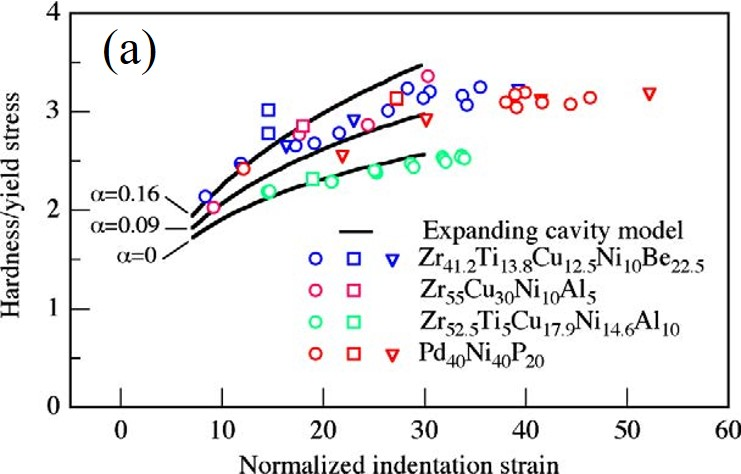 (a)
Hardness/yield stress
4
3
2
1
0
α=0.16
α=0.09
α=0
Expanding cavity model
Zr₄₁.₂Ti₁₃.₈Cu₁₂.₅Ni₁₀Be₂₂.₅
Zr₅₅Cu₃₀Ni₁₀Al₅
Zr₅₂.₅Ti₅Cu₁₇.₉Ni₁₄.₆Al₁₀
Pd₄₀Ni₄₀P₂₀
0 10 20 30 40 50 60
Normalized indentation strain